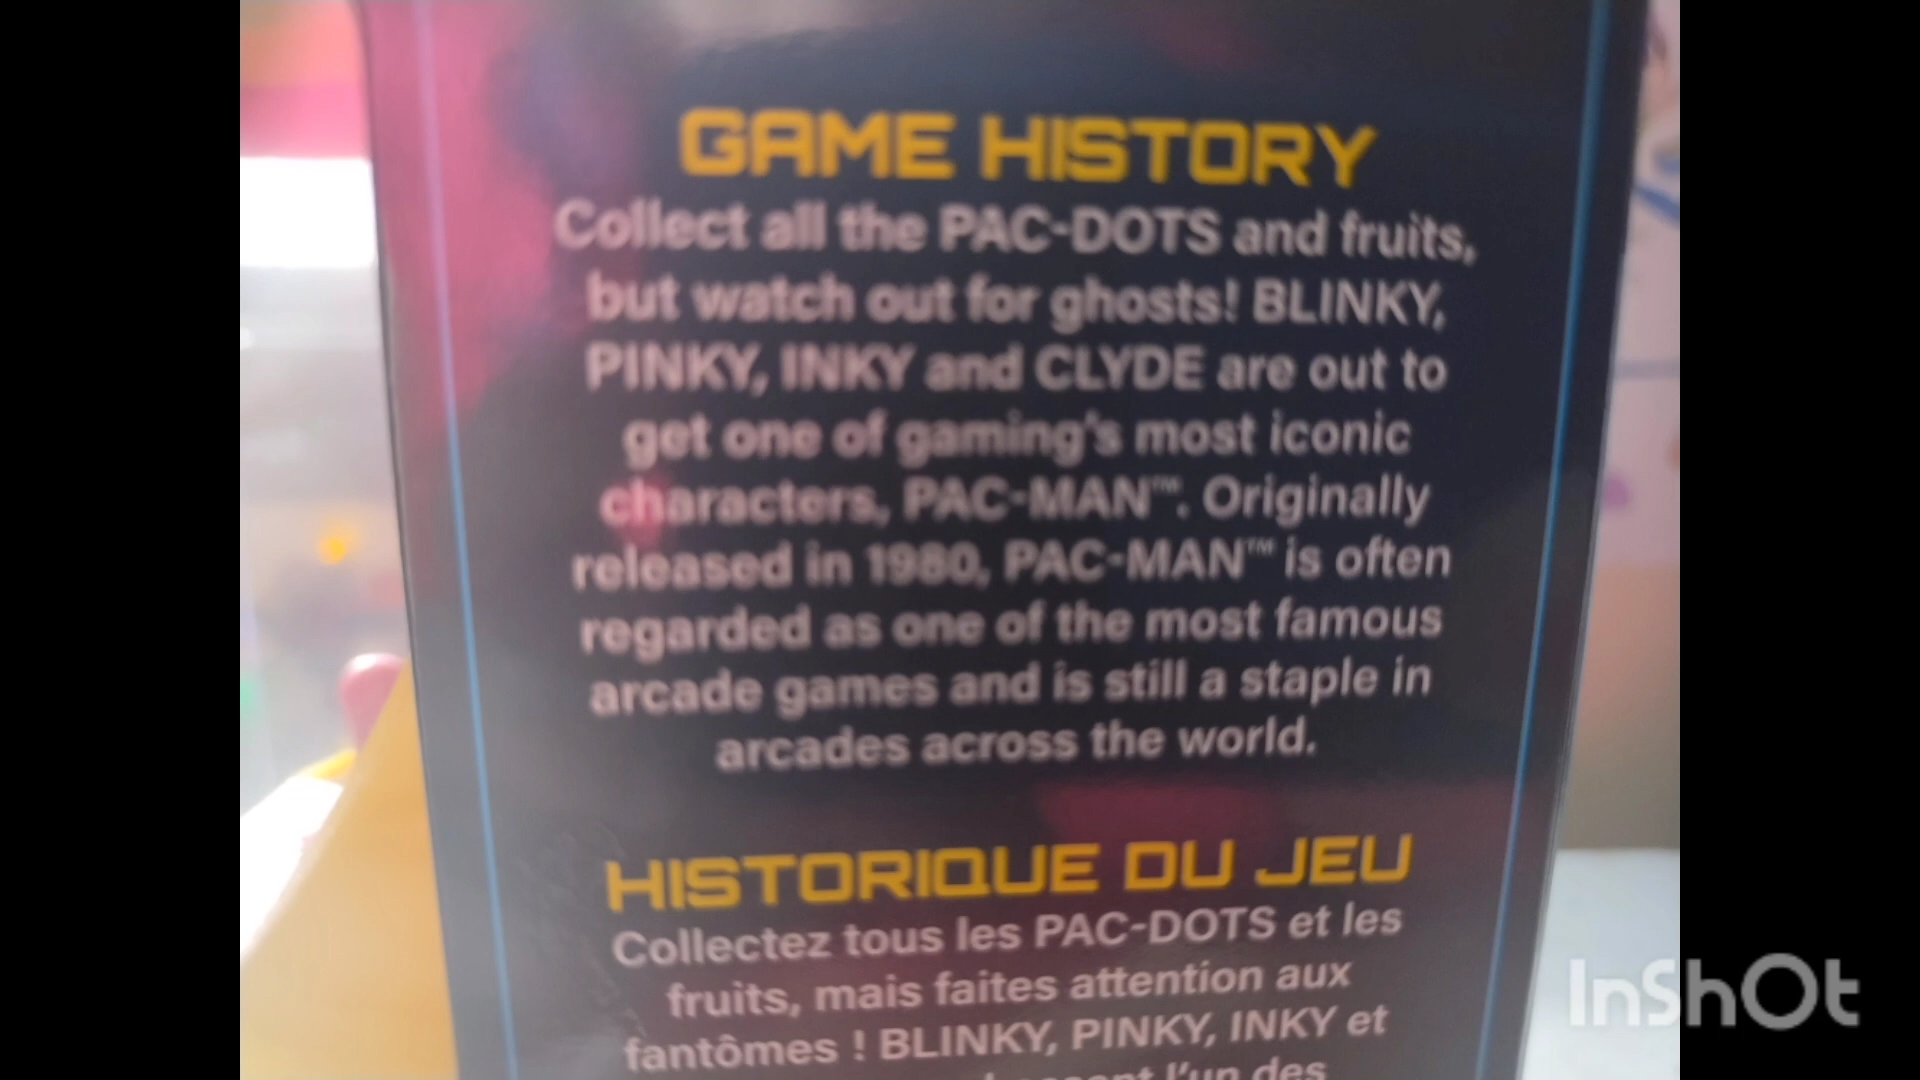 GAME HISTORY
Collect all the PAC-DOTS and fruits,
but watch out for ghosts! BLINKY,
PINKY, INKY and CLYDE are out to
get one of gaming's most iconic
characters, PAC-MAN™. Originally
released in 1980, PAC-MAN™ is often
regarded as one of the most famous
arcade games and is still a staple in
arcades across the world.
HISTORIQUE DU JEU
Collectez tous les PAC-DOTS et les
fruits, mais faites attention aux
fantômes ! BLINKY, PINKY, INKY et
l'un des
InShOt